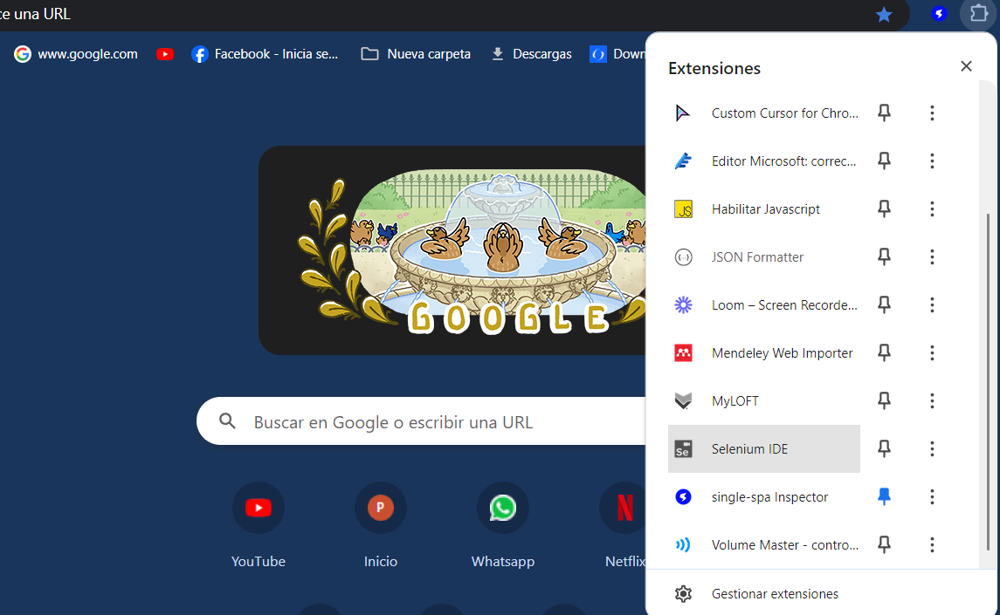 ce una URL
www.google.com
Facebook - Inicia se...
Nueva carpeta
Descargas
Down
Extensiones
Custom Cursor for Chro...
Editor Microsoft: correc...
JS
Habilitar Javascript
JSON Formatter
Loom – Screen Recorde...
Mendeley Web Importer
MyLOFT
Se
Selenium IDE
single-spa Inspector
Volume Master - contro...
Gestionar extensiones
GOOGLE
Buscar en Google o escribir una URL
P
N
YouTube
Inicio
Whatsapp
Netflix